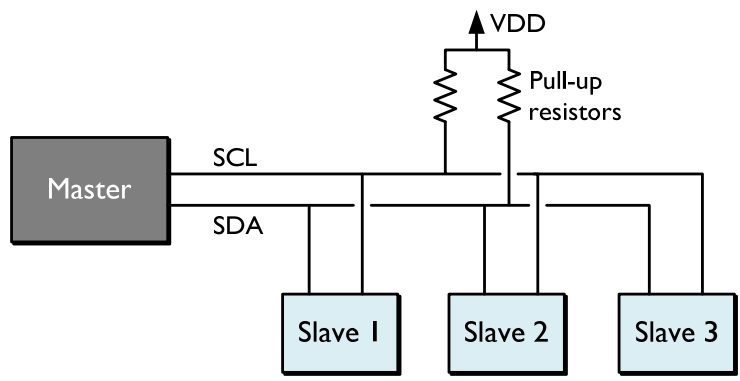 VDD
Pull-up
resistors
SCL
Master
SDA
Slave 1
Slave 2
Slave 3